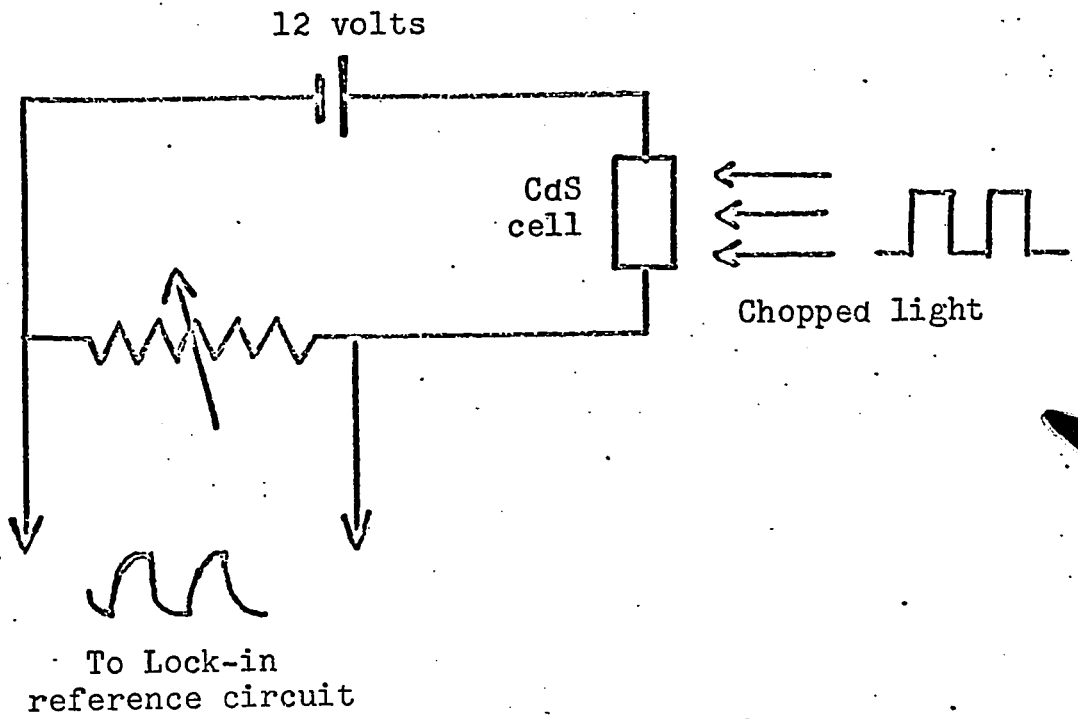 12 volts
CdS
cell
Chopped light
To Lock-in
reference circuit